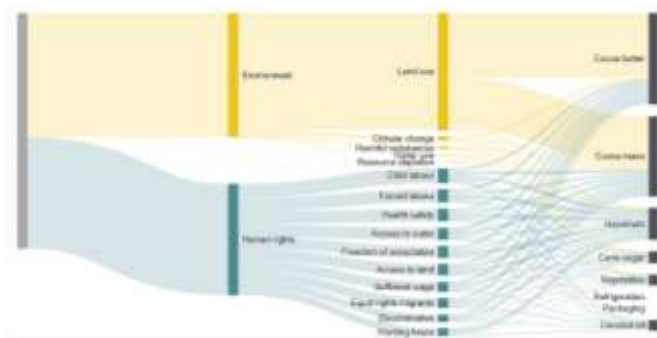 Environment
Human rights
Land use
Climate change
Harmful substances
Water use
Resource depletion
Child labour
Forced labour
Health safety
Access to water
Freedom of association
Access to land
Sufficient wage
Equal rights migrants
Discrimination
Working hours
Cocoa butter
Cocoa mass
Hazelnuts
Cane sugar
Vegetables
Refrigeration
Packaging
Coconut oil